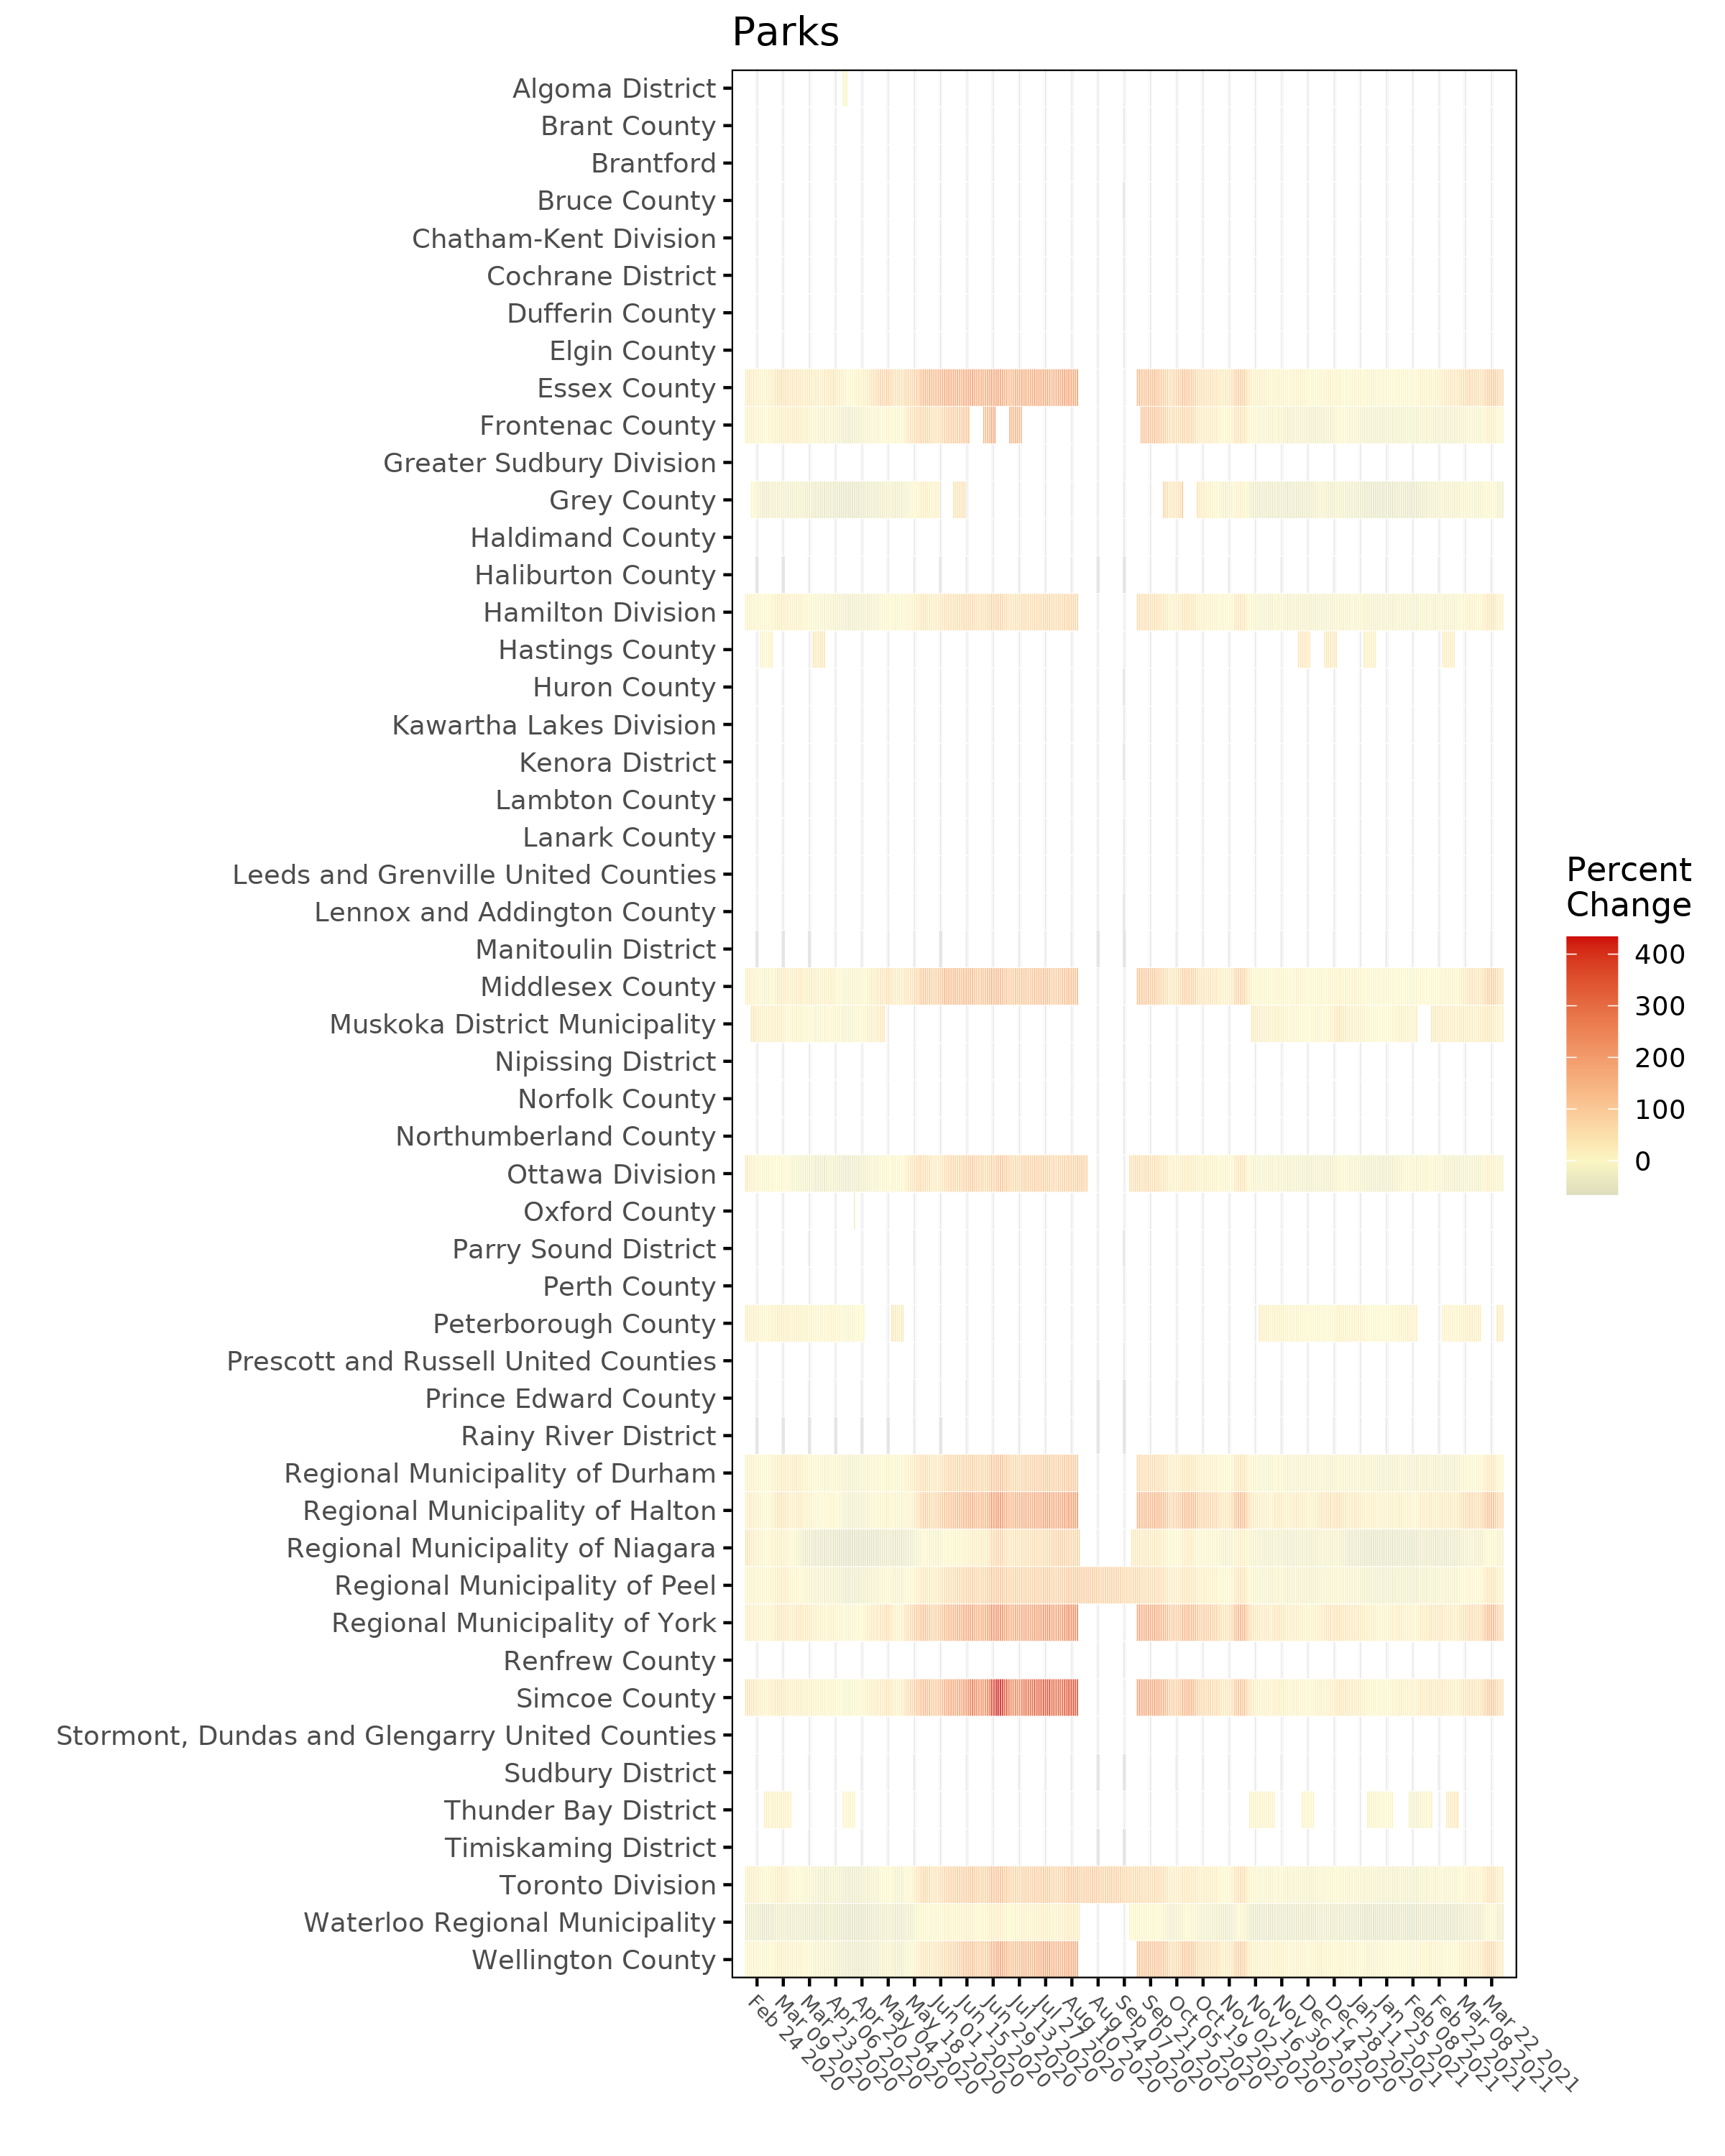 Parks
Algoma District
Brant County
Brantford
Bruce County
Chatham-Kent Division
Cochrane District
Dufferin County
Elgin County
Essex County
Frontenac County
Greater Sudbury Division
Grey County
Haldimand County
Haliburton County
Hamilton Division
Hastings County
Huron County
Kawartha Lakes Division
Kenora District
Lambton County
Lanark County
Leeds and Grenville United Counties
Lennox and Addington County
Manitoulin District
Middlesex County
Muskoka District Municipality
Nipissing District
Norfolk County
Northumberland County
Ottawa Division
Oxford County
Parry Sound District
Perth County
Peterborough County
Prescott and Russell United Counties
Prince Edward County
Rainy River District
Regional Municipality of Durham
Regional Municipality of Halton
Regional Municipality of Niagara
Regional Municipality of Peel
Regional Municipality of York
Renfrew County
Simcoe County
Stormont, Dundas and Glengarry United Counties
Sudbury District
Thunder Bay District
Timiskaming District
Toronto Division
Waterloo Regional Municipality
Wellington County
Percent
Change
400
300
200
100
0
Feb 24 2020
Mar 09 2020
Mar 23 2020
Apr 06 2020
Apr 20 2020
May 04 2020
May 18 2020
Jun 01 2020
Jun 15 2020
Jun 29 2020
Jul 13 2020
Jul 27 2020
Aug 10 2020
Aug 24 2020
Sep 07 2020
Sep 21 2020
Oct 05 2020
Oct 19 2020
Nov 02 2020
Nov 16 2020
Nov 30 2020
Dec 14 2020
Dec 28 2020
Jan 11 2021
Jan 25 2021
Feb 08 2021
Feb 22 2021
Mar 08 2021
Mar 22 2021